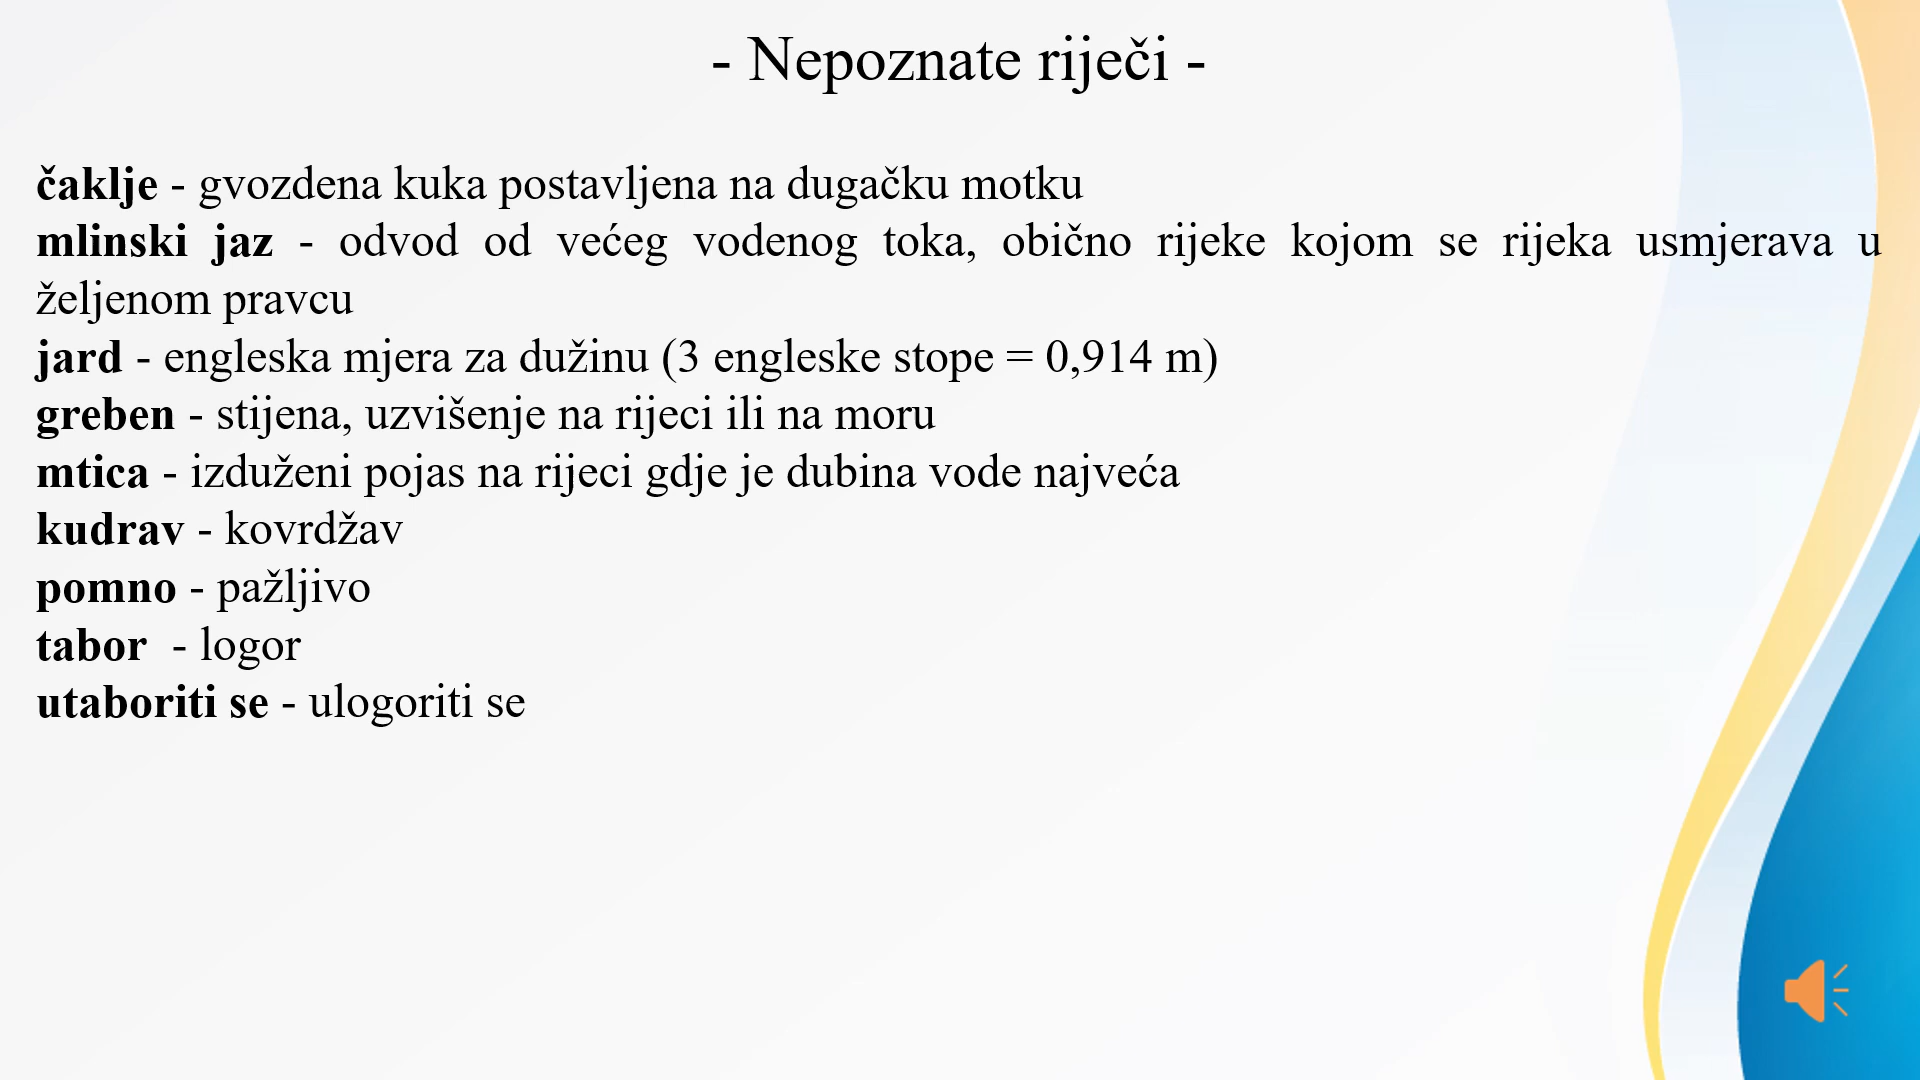 - Nepoznate riječi -
čaklje - gvozdena kuka postavljena na dugačku motku
mlinski jaz - odvod od većeg vodenog toka, obično rijeke kojom se rijeka usmjerava u
željenom pravcu
jard - engleska mjera za dužinu (3 engleske stope = 0,914 m)
greben - stijena, uzvišenje na rijeci ili na moru
mtica - izduženi pojas na rijeci gdje je dubina vode najveća
kudrav - kovrdžav
pomno - pažljivo
tabor - logor
utaboriti se - ulogoriti se